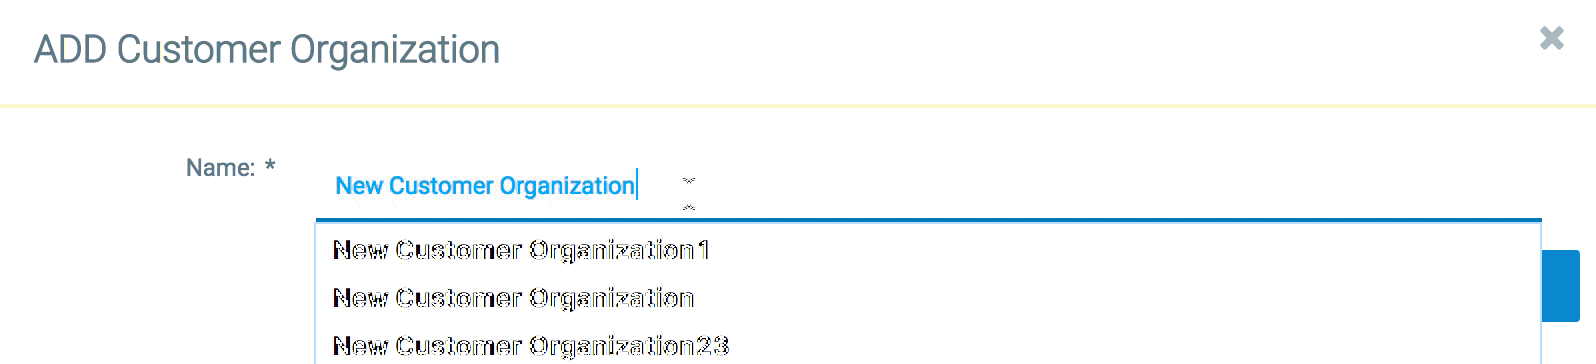 ADD Customer Organization
Name: *
New Customer Organization
New Customer Organization1
New Customer Organization
New Customer Organization23